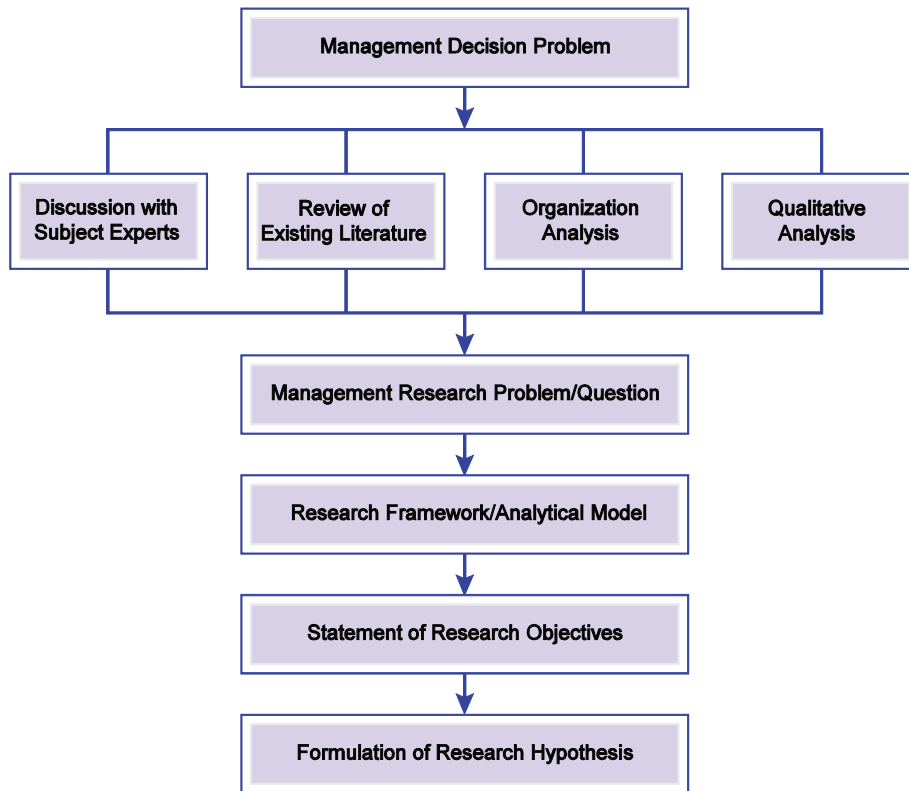 Management Decision Problem
Discussion with
Subject Experts
Review of
Existing Literature
Organization
Analysis
Qualitative
Analysis
Management Research Problem/Question
Research Framework/Analytical Model
Statement of Research Objectives
Formulation of Research Hypothesis